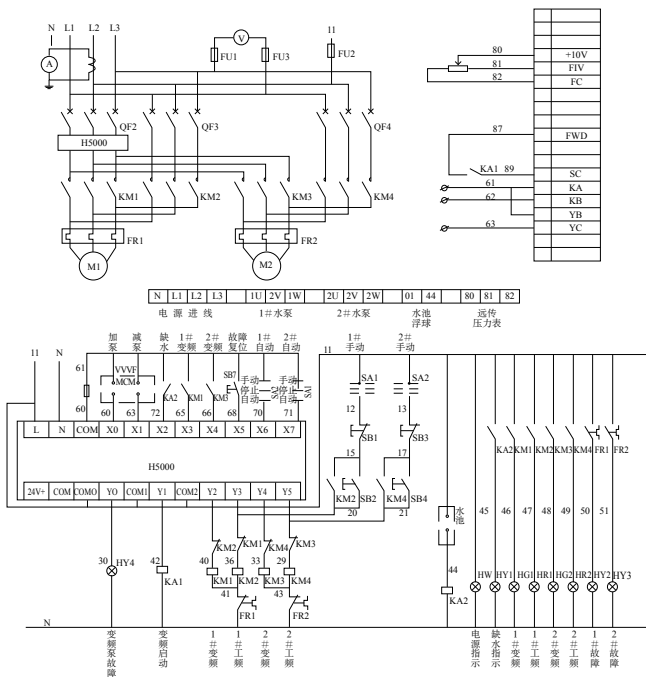 N L1 L2 L3
A
V
11
FU1 FU3 FU2
QF2 QF3 QF4
H5000
KM1 KM2 KM3 KM4
FR1 FR2
M1 M2
80 +10V
81 FIV
82 FC
87 FWD
KA1 89 SC
61 KA
62 KB
YB
63 YC
N L1 L2 L3 1U 2V 1W 2U 2V 2W 01 44 80 81 82
电源进线 1#水泵 2#水泵 水池浮球 远传压力表
加泵 减泵 缺水 1#变频 2#变频 故障复位 1#自动 2#自动 11 1#手动 2#手动
11 N
61
VVVF
MCM
KA2 KM1 KM3 SB7
手动 停止 自动 SA2
手动 停止 自动 SA1
SA1 SA2
60 60 63 72 65 66 68 70 71
12 13
L N COM X0 X1 X2 X3 X4 X5 X6 X7
SB1 SB3
H5000
15 17
24V+ COM COMO YO COM1 Y1 COM2 Y2 Y3 Y4 Y5
KM2 SB2 KM4 SB4
20 21
KA2 KM1 KM2 KM3 KM4 FR1 FR2
水池
45 46 47 48 49 50 51
KM2 KM1 KM4 KM3
30 HY4 42 40 36 33 29
KA1 KM1 KM2 KM3 KM4
41 43
FR1 FR2
44
KA2
HW HY1 HG1 HR1 HG2 HR2 HY2 HY3
N
变频泵故障 变频启动 1#变频 1#工频 2#变频 2#工频 电源指示 缺水指示 1#变频 1#工频 2#变频 2#工频 1#故障 2#故障